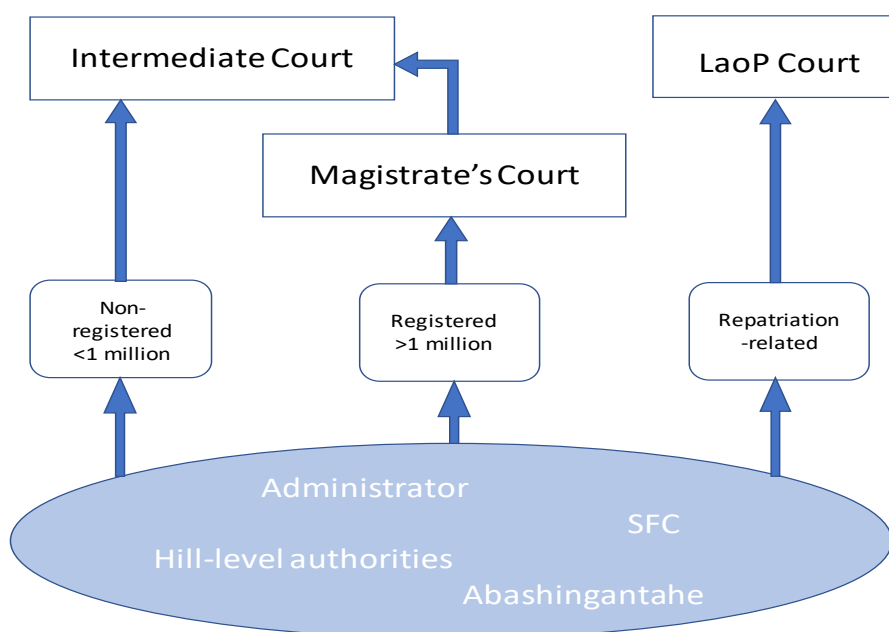 Intermediate Court
LaoP Court
Magistrate's Court
Non-
registered
<1 million
Registered
>1 million
Repatriation
-related
Administrator
SFC
Hill-level authorities
Abashingantahe